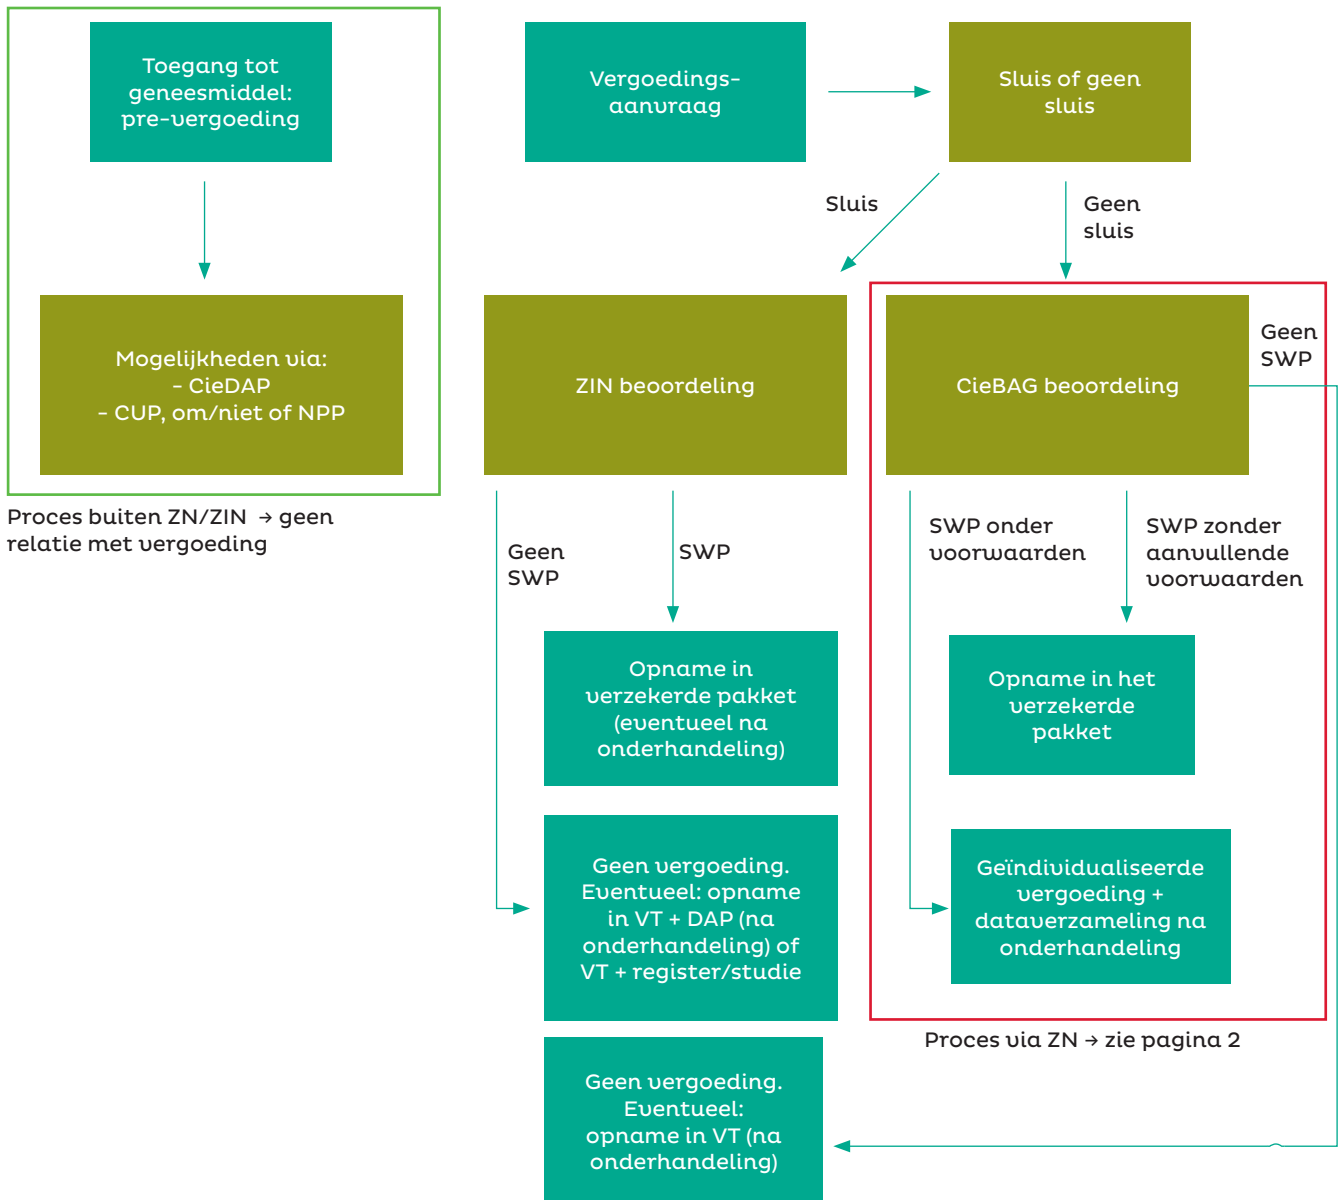 Toegang tot
geneesmiddel:
pre-vergoeding
Mogelijkheden via:
- CieDAP
- CUP, om/niet of NPP
Proces buiten ZN/ZIN → geen
relatie met vergoeding
Vergoedings-
aanvraag
Sluis of geen
sluis
Sluis
Geen
sluis
ZIN beoordeling
CieBAG beoordeling
Geen
SWP
Geen
SWP
SWP
SWP onder
voorwaarden
SWP zonder
aanvullende
voorwaarden
Opname in
verzekerde pakket
(eventueel na
onderhandeling)
Opname in het
verzekerde
pakket
Geen vergoeding.
Eventueel: opname
in VT + DAP (na
onderhandeling) of
VT + register/studie
Geïndividualiseerde
vergoeding +
dataverzameling na
onderhandeling
Proces via ZN → zie pagina 2
Geen vergoeding.
Eventueel:
opname in VT (na
onderhandeling)